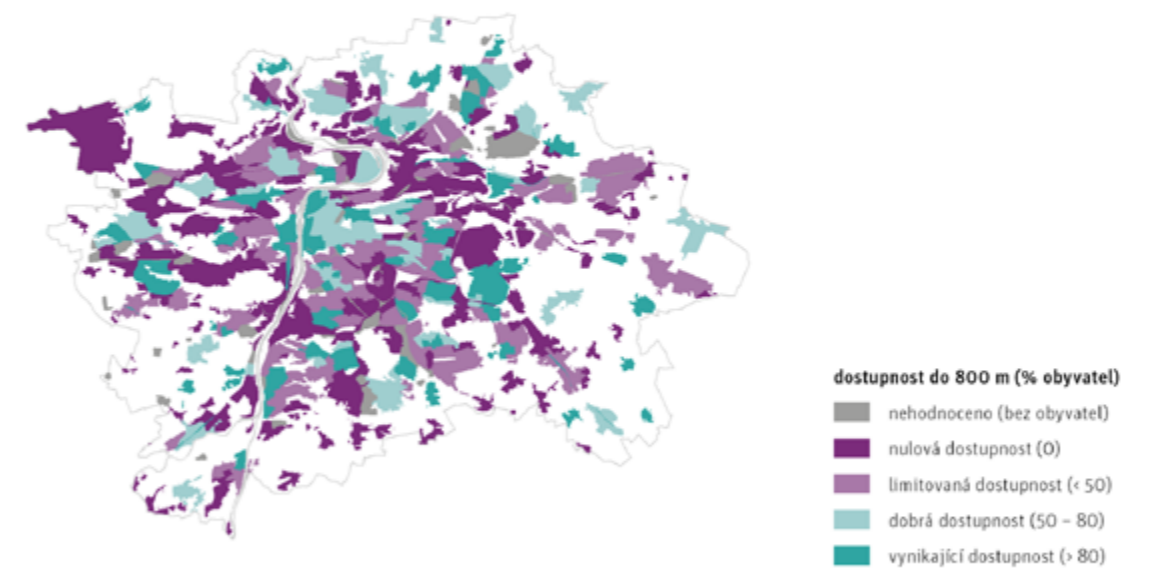 dostupnost do 800 m (% obyvatel)
nehodnoceno (bez obyvatel)
nulová dostupnost (0)
limitovaná dostupnost (< 50)
dobrá dostupnost (50 – 80)
vynikající dostupnost (> 80)